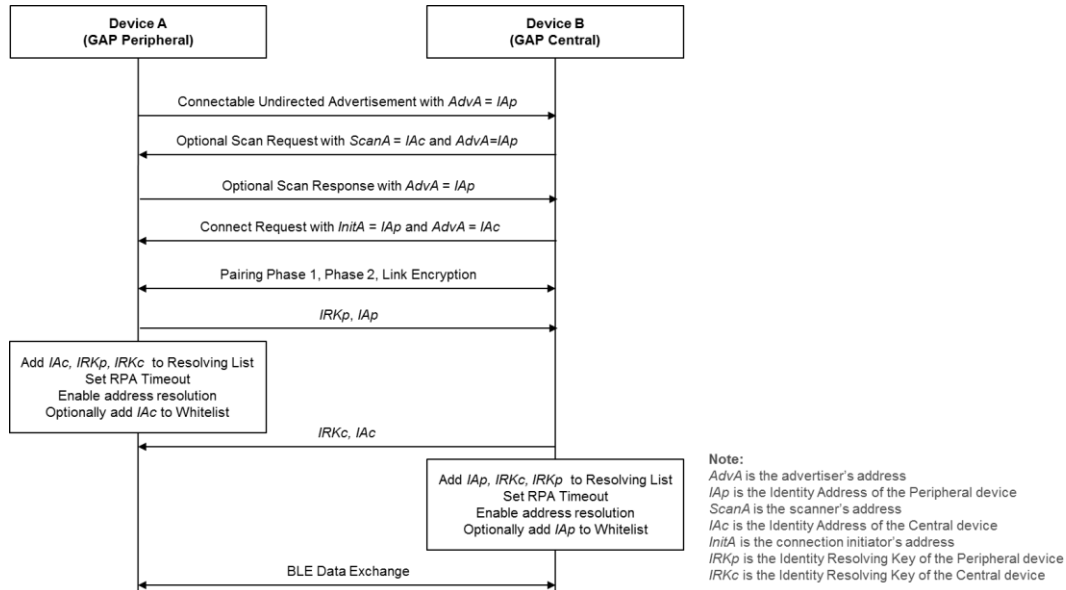 Device A
(GAP Peripheral)
Device B
(GAP Central)
Connectable Undirected Advertisement with AdvA = IAp
Optional Scan Request with ScanA = IAc and AdvA=IAp
Optional Scan Response with AdvA = IAp
Connect Request with InitA = IAp and AdvA = IAc
Pairing Phase 1, Phase 2, Link Encryption
IRKp, IAp
Add IAc, IRKp, IRKc to Resolving List
Set RPA Timeout
Enable address resolution
Optionally add IAc to Whitelist
IRKc, IAc
Add IAp, IRKc, IRKp to Resolving List
Set RPA Timeout
Enable address resolution
Optionally add IAp to Whitelist
BLE Data Exchange
Note:
AdvA is the advertiser's address
IAp is the Identity Address of the Peripheral device
ScanA is the scanner's address
IAc is the Identity Address of the Central device
InitA is the connection initiator's address
IRKp is the Identity Resolving Key of the Peripheral device
IRKc is the Identity Resolving Key of the Central device